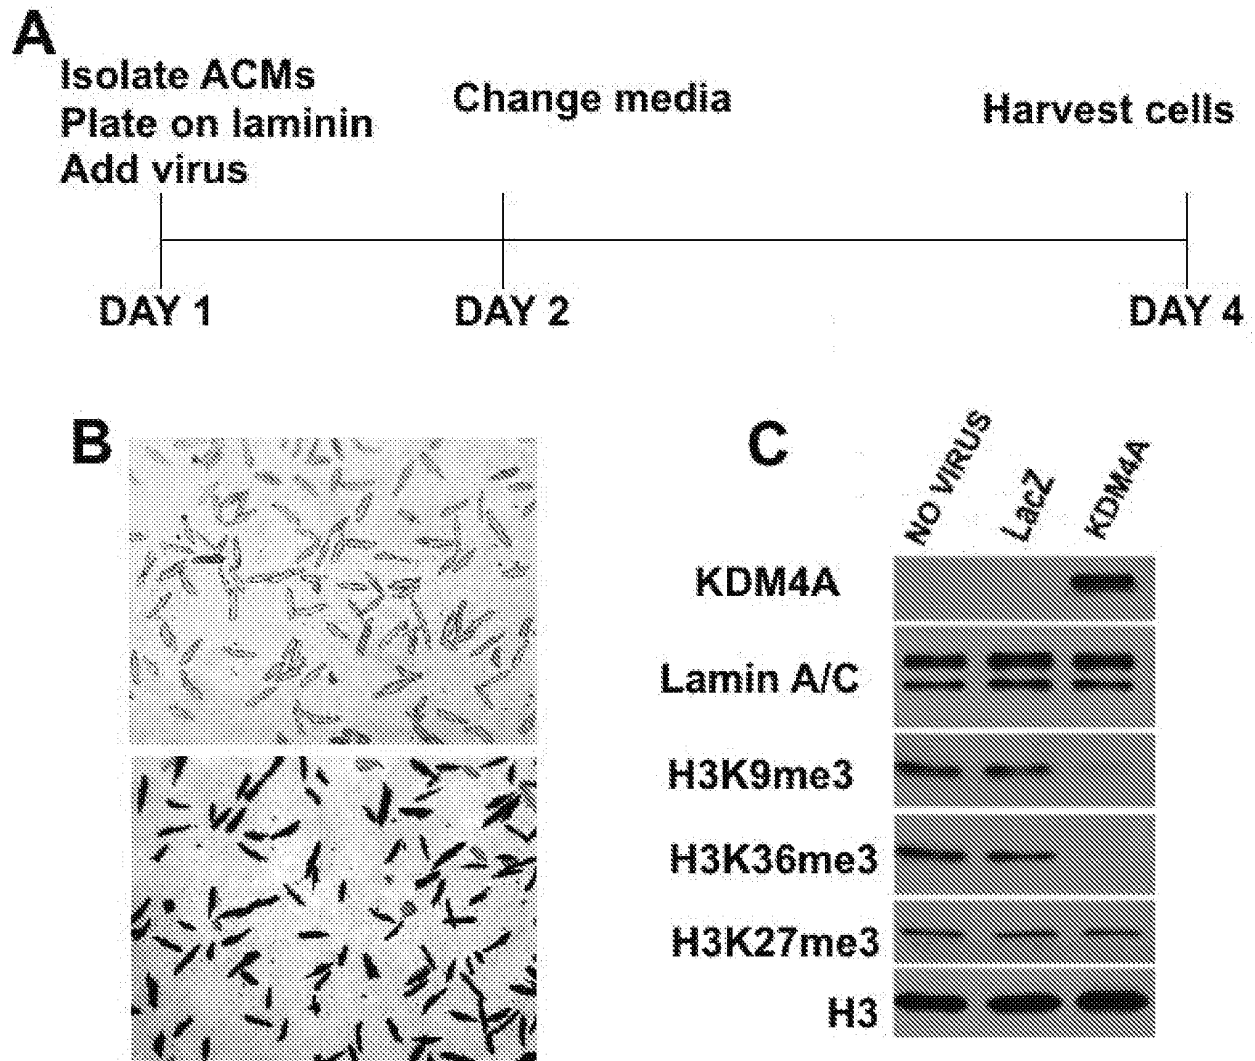 A
Isolate ACMs
Plate on laminin
Add virus
Change media
Harvest cells
DAY 1
DAY 2
DAY 4
B
C
NO VIRUS
LacZ
KDM4A
KDM4A
Lamin A/C
H3K9me3
H3K36me3
H3K27me3
H3